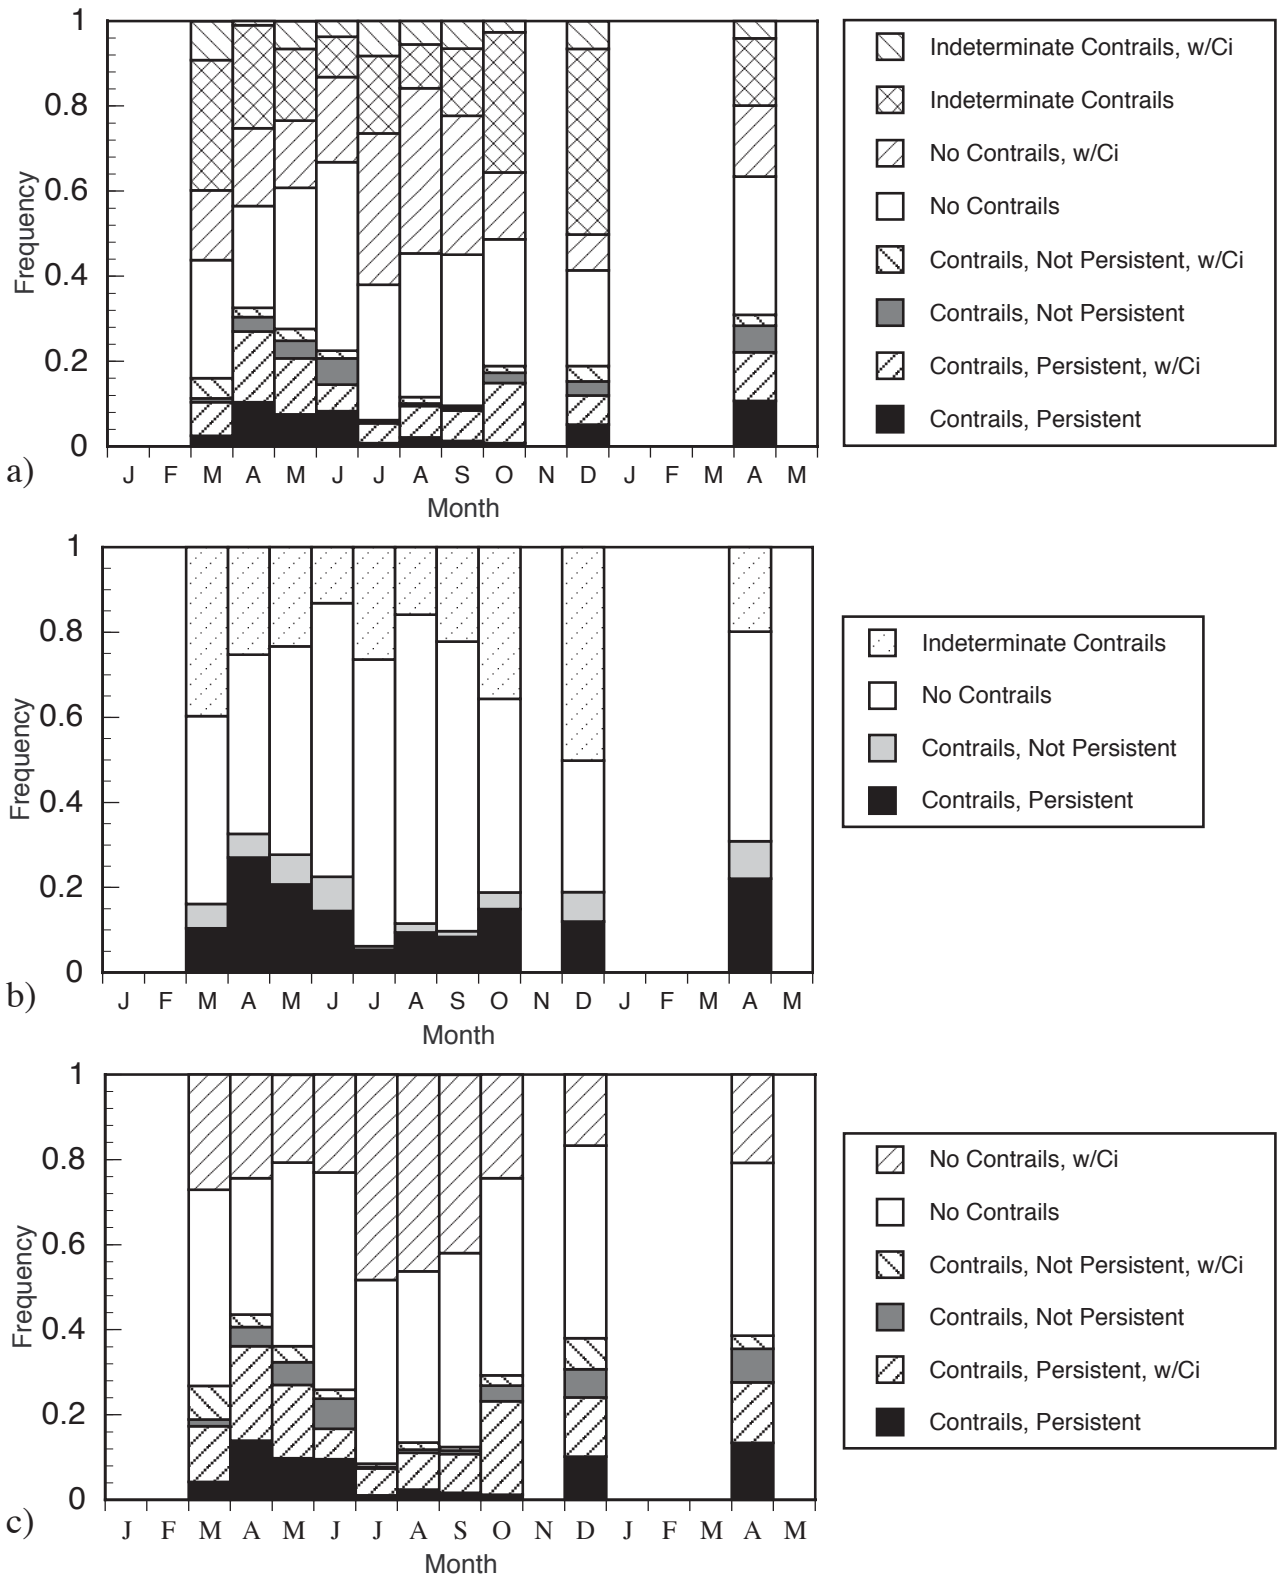 1
0.8
0.6
0.4
0.2
0
Frequency
J F M A M J J A S O N D J F M A M
Month
a)
Indeterminate Contrails, w/Ci
Indeterminate Contrails
No Contrails, w/Ci
No Contrails
Contrails, Not Persistent, w/Ci
Contrails, Not Persistent
Contrails, Persistent, w/Ci
Contrails, Persistent
1
0.8
0.6
0.4
0.2
0
Frequency
J F M A M J J A S O N D J F M A M
Month
b)
Indeterminate Contrails
No Contrails
Contrails, Not Persistent
Contrails, Persistent
1
0.8
0.6
0.4
0.2
0
Frequency
J F M A M J J A S O N D J F M A M
Month
c)
No Contrails, w/Ci
No Contrails
Contrails, Not Persistent, w/Ci
Contrails, Not Persistent
Contrails, Persistent, w/Ci
Contrails, Persistent